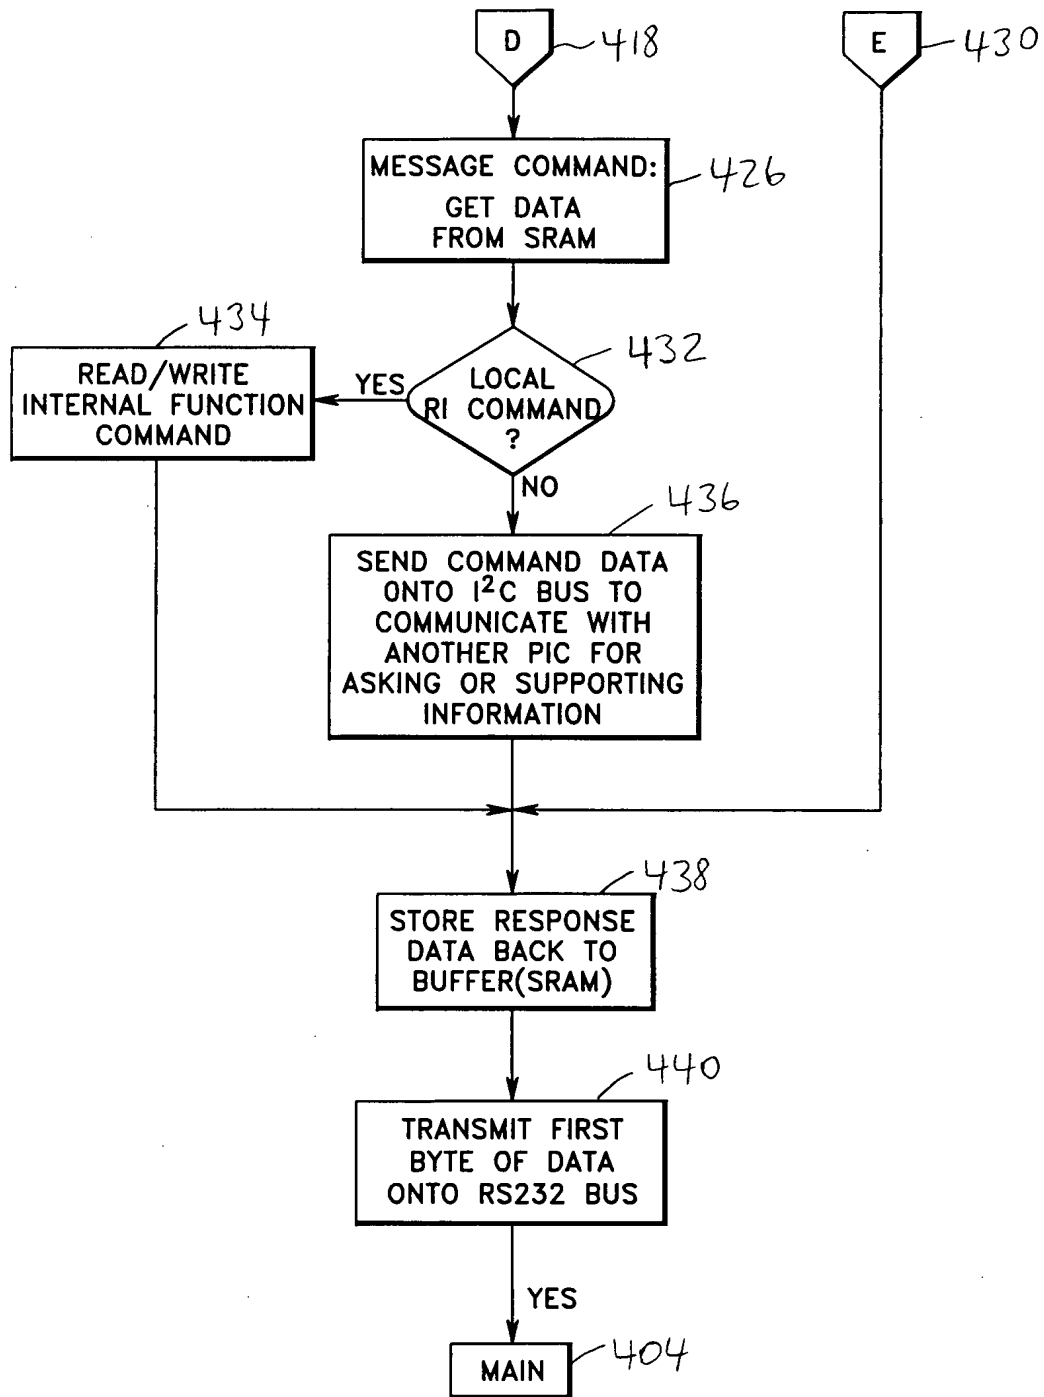 D
418
E
430
MESSAGE COMMAND:
GET DATA
FROM SRAM
426
434
READ/WRITE
INTERNAL FUNCTION
COMMAND
YES
LOCAL
RI COMMAND
?
432
NO
436
SEND COMMAND DATA
ONTO I²C BUS TO
COMMUNICATE WITH
ANOTHER PIC FOR
ASKING OR SUPPORTING
INFORMATION
438
STORE RESPONSE
DATA BACK TO
BUFFER(SRAM)
440
TRANSMIT FIRST
BYTE OF DATA
ONTO RS232 BUS
YES
MAIN
404